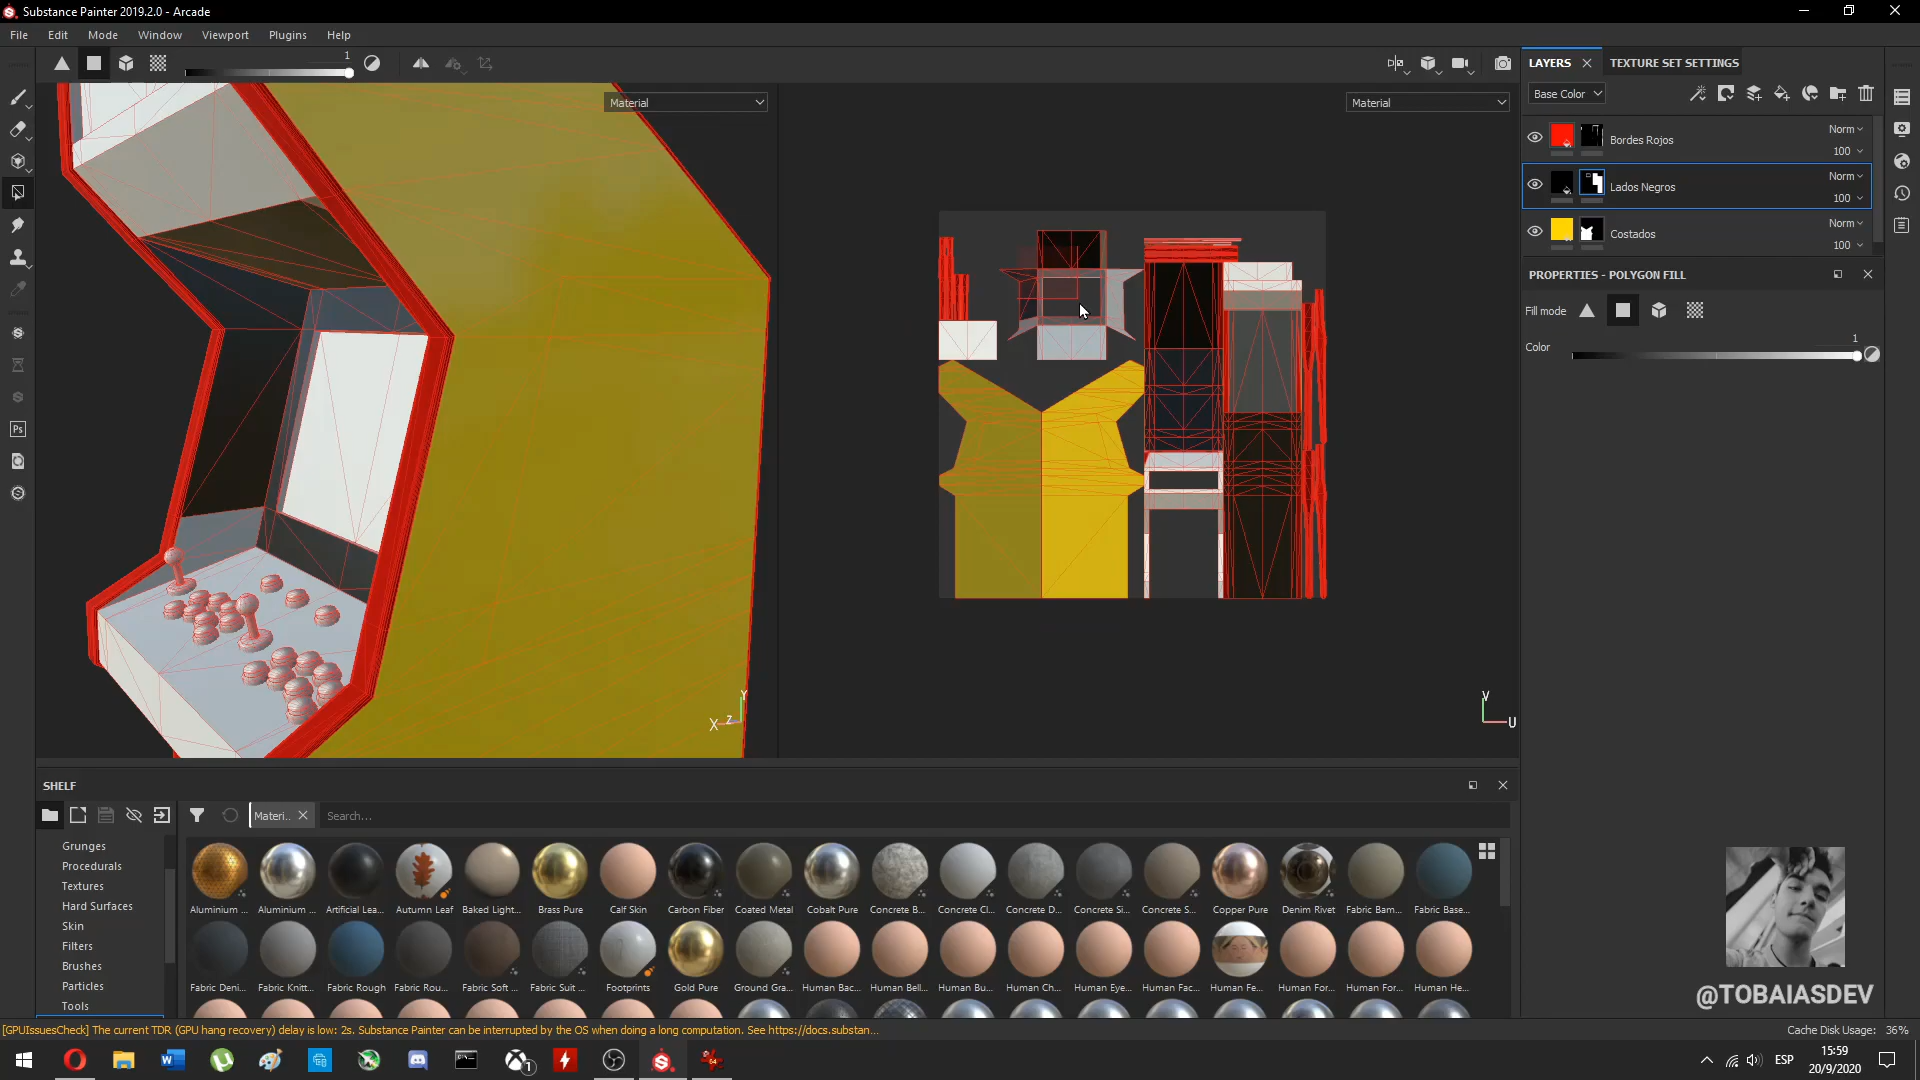 Substance Painter 2019.2.0 - Arcade
File Edit Mode Window Viewport Plugins Help
1
Material
Material
X Z Y
V U
LAYERS TEXTURE SET SETTINGS
Base Color
Norm
Bordes Rojos
100
Norm
Lados Negros
100
Norm
Costados
100
PROPERTIES - POLYGON FILL
Fill mode
1
Color
SHELF
Materi.. Search...
Grunges
Procedurals
Textures
Hard Surfaces
Skin
Filters
Brushes
Particles
Tools
Aluminium ... Aluminium ... Artificial Lea... Autumn Leaf Baked Light... Brass Pure Calf Skin Carbon Fiber Coated Metal Cobalt Pure Concrete B... Concrete Cl... Concrete D... Concrete Si... Concrete S... Copper Pure Denim Rivet Fabric Bam... Fabric Base...
Fabric Deni... Fabric Knitt... Fabric Rough Fabric Rou... Fabric Soft ... Fabric Suit ... Footprints Gold Pure Ground Gra... Human Bac... Human Bell... Human Bu... Human Ch... Human Eye... Human Fac... Human Fe... Human For... Human For... Human He...
@TOBAIASDEV
[GPUIssuesCheck] The current TDR (GPU hang recovery) delay is low: 2s. Substance Painter can be interrupted by the OS when doing a long computation. See https://docs.substan...
Cache Disk Usage: 36%
Ps
W
1
64
ESP
15:59
20/9/2020